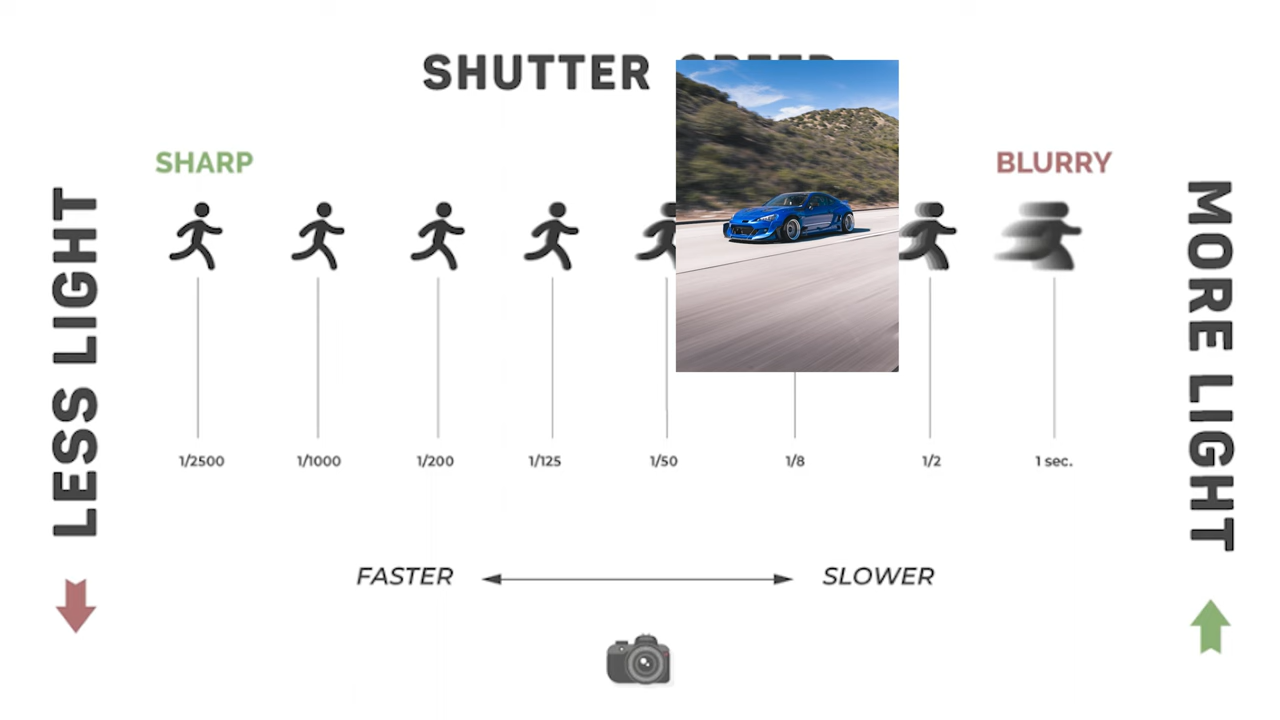 SHUTTER
SHARP
BLURRY
LESS LIGHT
MORE LIGHT
1/2500
1/1000
1/200
1/125
1/50
1/8
1/2
1 sec.
FASTER
SLOWER